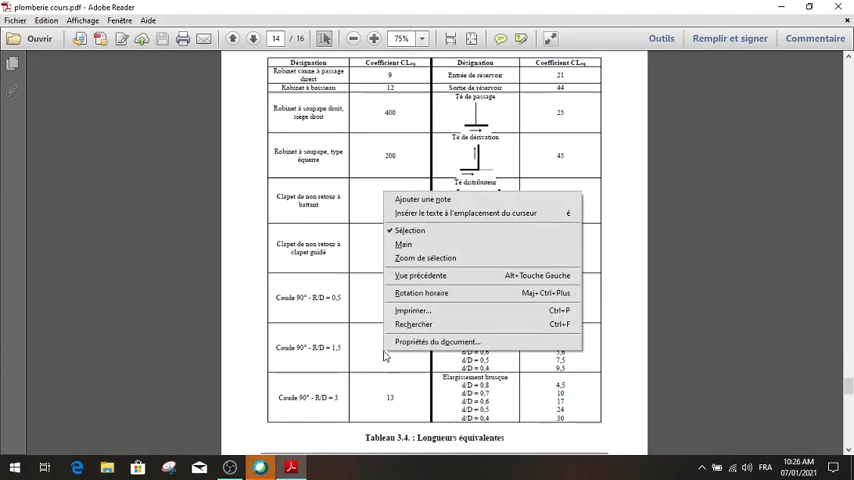 plomberie cours.pdf - Adobe Reader
Fichier Edition Affichage Fenêtre Aide
Ouvrir 14 / 16 75% Outils Remplir et signer Commentaire
Désignation Coefficient CLeq Désignation Coefficient CLeq
Robinet vanne à passage direct 9 Entrée de réservoir 21
Robinet à boisseau 12 Sortie de réservoir 44
Robinet à soupape droit, siège droit 400 Té de passage 25
Robinet à soupape, type équerre 200 Té de dérivation 45
Clapet de non retour à battant Té distributeur
Clapet de non retour à clapet guidé
Coude 90° - R/D = 0,5
Coude 90° - R/D = 1,5
d/D = 0,6 5,6
d/D = 0,5 7,5
d/D = 0,4 9,5
Coude 90° - R/D = 3 13 Elargissement brusque
d/D = 0,8 4,5
d/D = 0,7 10
d/D = 0,6 17
d/D = 0,5 24
d/D = 0,4 30
Tableau 3.4. : Longueurs équivalentes
Ajouter une note
Insérer le texte à l'emplacement du curseur é
Sélection
Main
Zoom de sélection
Vue précédente Alt+Touche Gauche
Rotation horaire Maj+Ctrl+Plus
Imprimer... Ctrl+P
Rechercher Ctrl+F
Propriétés du document...
FRA 10:26 AM
07/01/2021